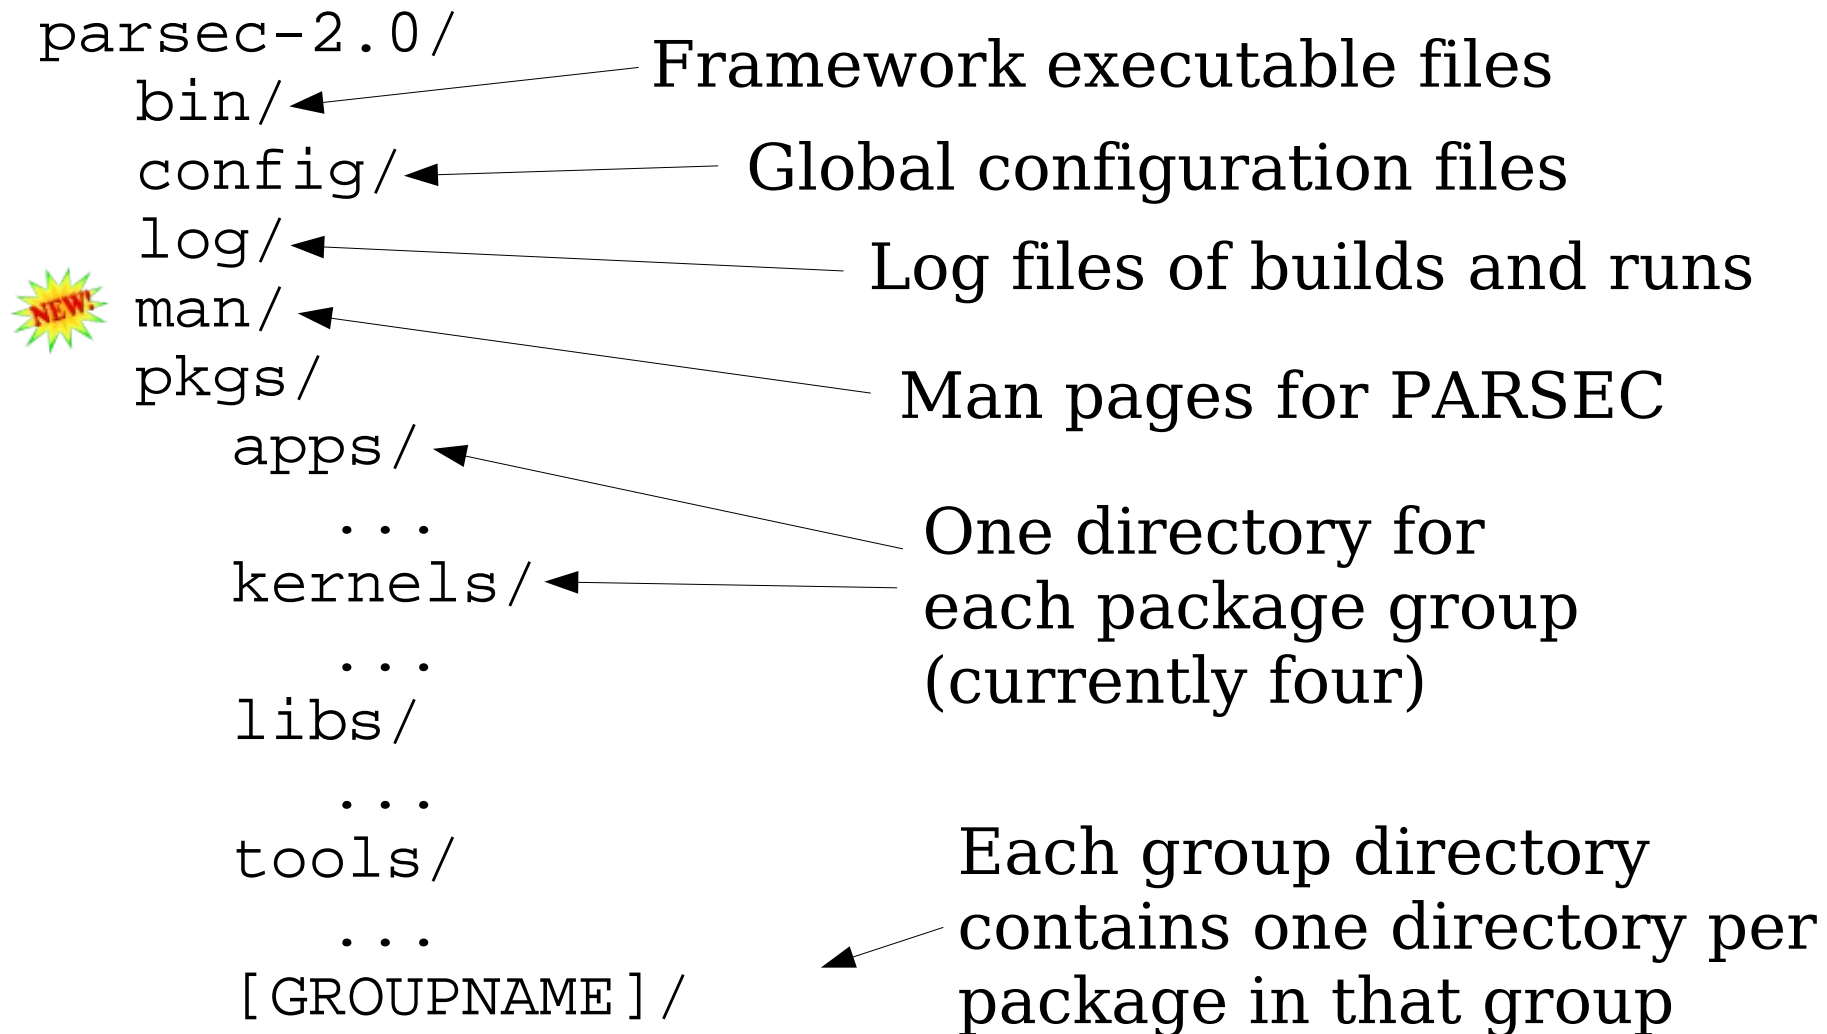 parsec-2.0/
bin/
Framework executable files
config/
Global configuration files
log/
Log files of builds and runs
NEW!
man/
Man pages for PARSEC
pkgs/
apps/
...
One directory for
each package group
(currently four)
kernels/
...
libs/
...
tools/
...
Each group directory
contains one directory per
package in that group
[GROUPNAME]/